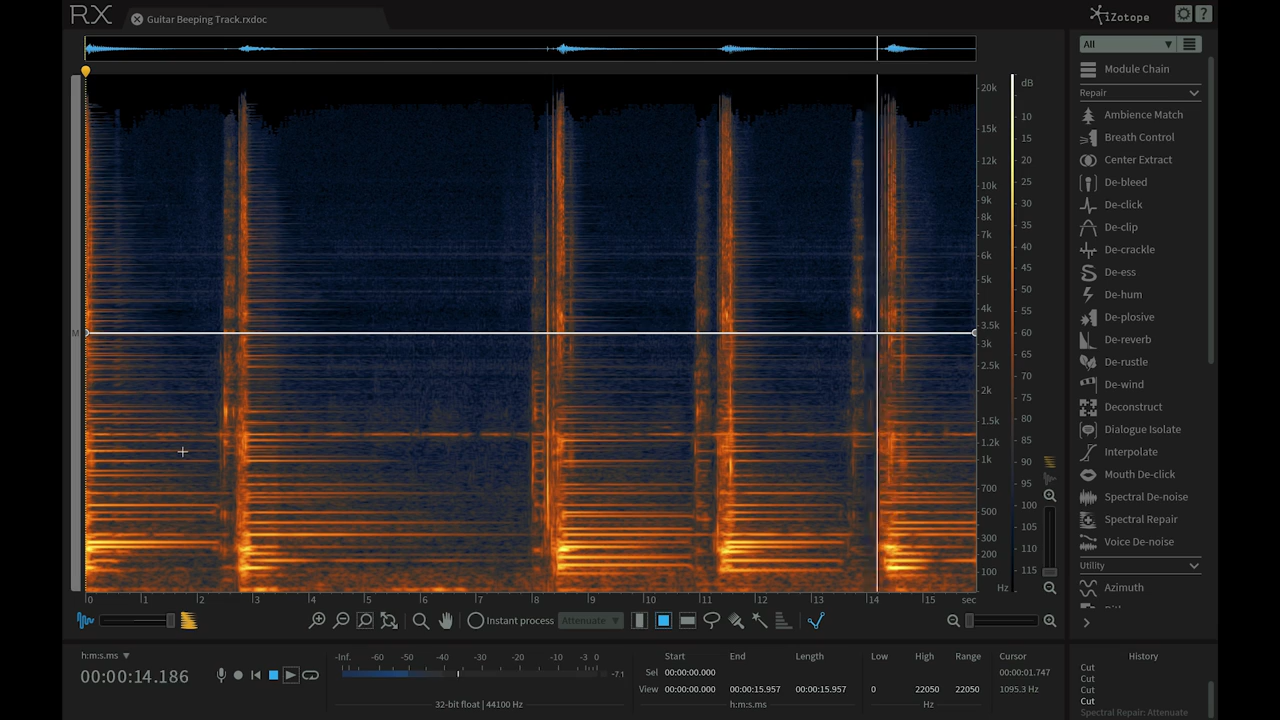 RX
Guitar Beeping Track.rxdoc
iZotope
?
All
Module Chain
Repair
Ambience Match
Breath Control
Center Extract
De-bleed
De-click
De-clip
De-crackle
De-ess
De-hum
De-plosive
De-reverb
De-rustle
De-wind
Deconstruct
Dialogue Isolate
Interpolate
Mouth De-click
Spectral De-noise
Spectral Repair
Voice De-noise
Utility
Azimuth
20k
15k
12k
10k
9k
8k
7k
6k
5k
4k
3.5k
3k
2.5k
2k
1.5k
1.2k
1k
700
500
300
200
100
Hz
dB
10
15
20
25
30
35
40
45
50
55
60
65
70
75
80
85
90
95
100
105
110
115
M
0 1 2 3 4 5 6 7 8 9 10 11 12 13 14 15 sec
Instant process
Attenuate
h:m:s.ms
00:00:14.186
-Inf. -60 -50 -40 -30 -20 -10 -3 0
-7.1
32-bit float | 44100 Hz
Start End Length
Sel 00:00:00.000
View 00:00:00.000 00:00:15.957 00:00:15.957
h:m:s.ms
Low High Range
0 22050 22050
Hz
Cursor
00:00:01.747
1095.3 Hz
History
Cut
Cut
Cut
Cut
Spectral Repair: Attenuate